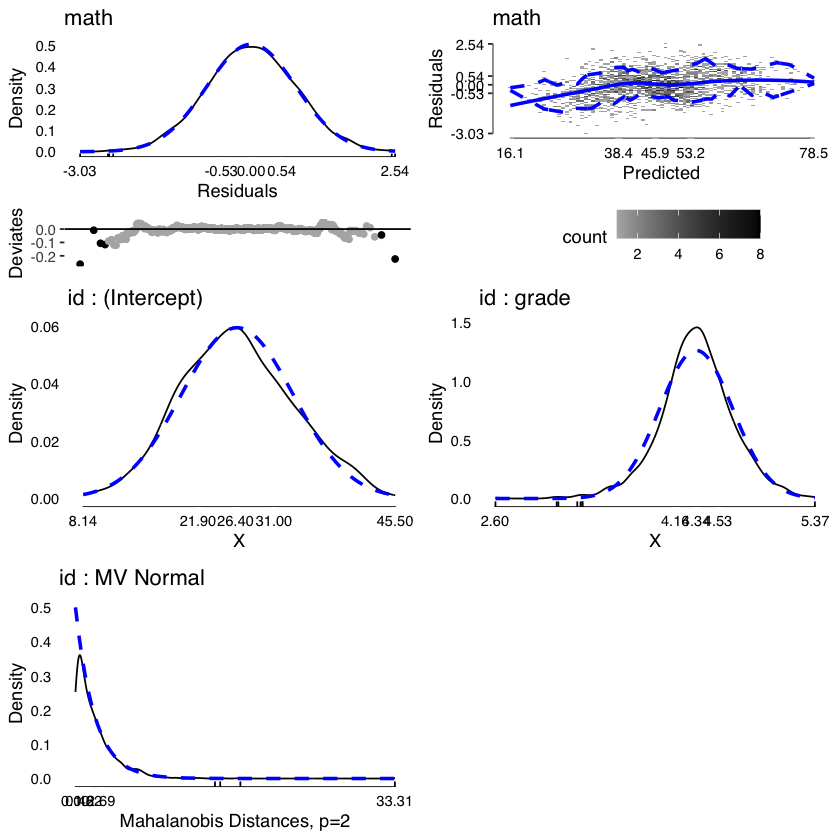 math
Density
0.5
0.4
0.3
0.2
0.1
0.0
-3.03 -0.53 0.00 0.54 2.54
Residuals
Deviates
0.0
-0.1
-0.2
math
Residuals
2.54
0.54
0.00
-0.53
-3.03
16.1 38.4 45.9 53.2 78.5
Predicted
count
2 4 6 8
id : (Intercept)
Density
0.06
0.04
0.02
0.00
8.14 21.90 26.40 31.00 45.50
X
id : grade
Density
1.5
1.0
0.5
0.0
2.60 4.34 4.53 5.37
X
id : MV Normal
Density
0.5
0.4
0.3
0.2
0.1
0.0
33.31
Mahalanobis Distances, p=2